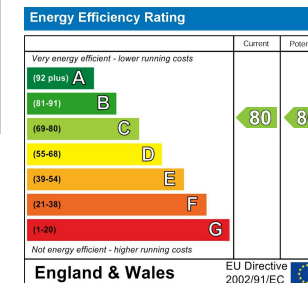 Energy Efficiency Rating
Current Poten
Very energy efficient - lower running costs
(92 plus) A
(81-91) B
(69-80) C
80 8
(55-68) D
(39-54) E
(21-38) F
(1-20) G
Not energy efficient - higher running costs
England & Wales
EU Directive
2002/91/EC